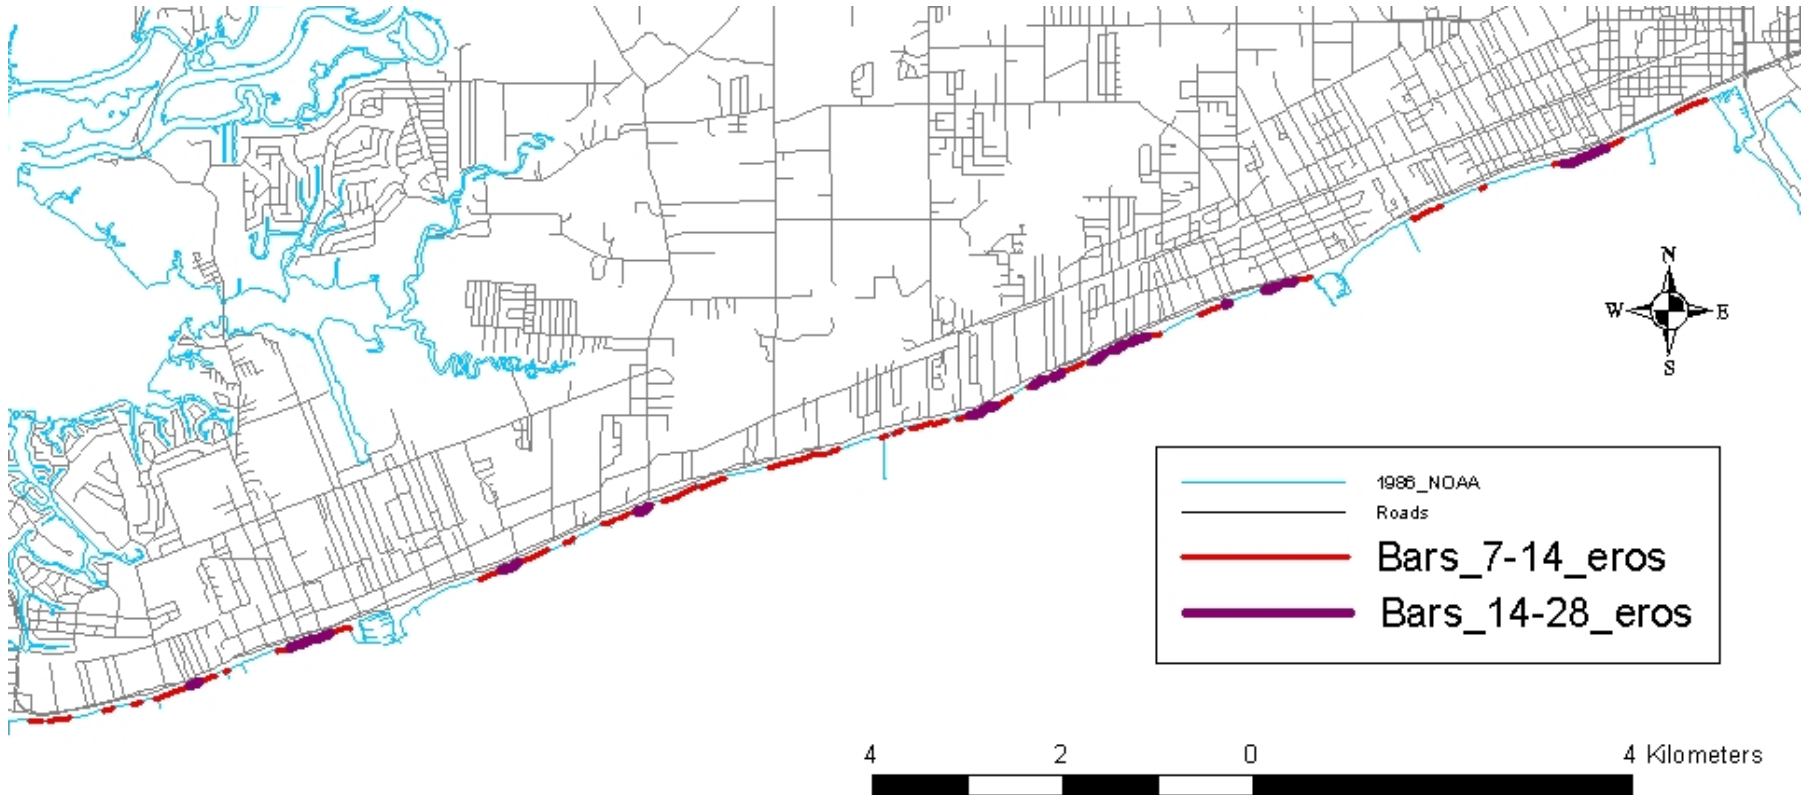 N
W E
S
1986_NOAA
Roads
Bars_7-14_eros
Bars_14-28_eros
4 2 0 4 Kilometers